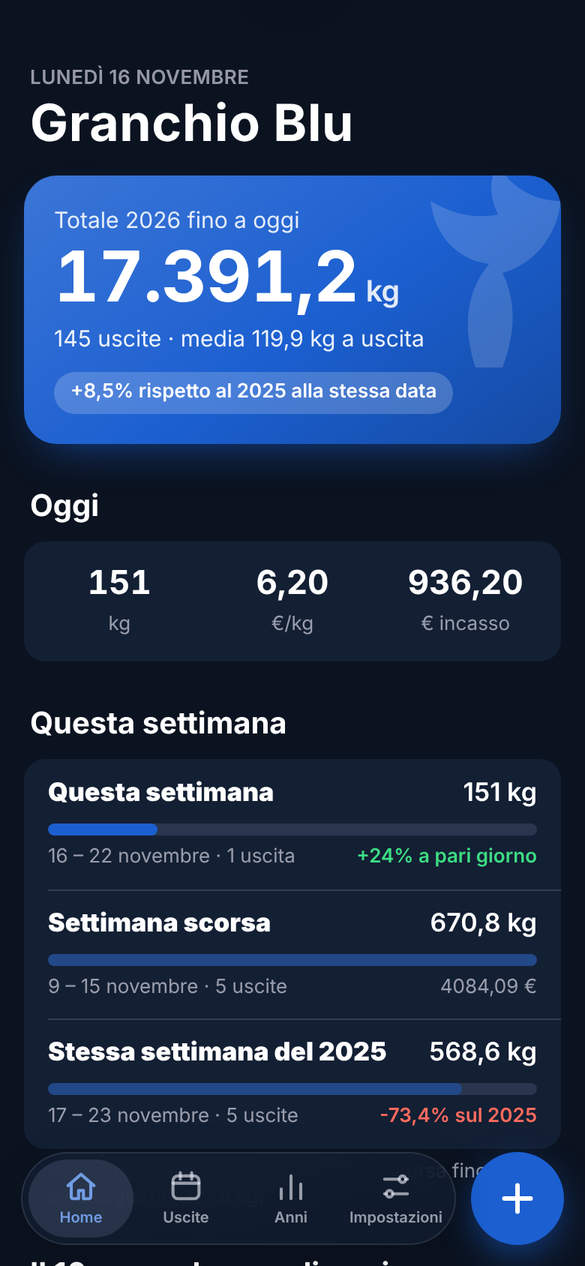 LUNEDÌ 16 NOVEMBRE
Granchio Blu
Totale 2026 fino a oggi
17.391,2 kg
145 uscite · media 119,9 kg a uscita
+8,5% rispetto al 2025 alla stessa data
Oggi
151 6,20 936,20
kg €/kg € incasso
Questa settimana
Questa settimana 151 kg
16 – 22 novembre · 1 uscita +24% a pari giorno
Settimana scorsa 670,8 kg
9 – 15 novembre · 5 uscite 4084,09 €
Stessa settimana del 2025 568,6 kg
17 – 23 novembre · 5 uscite -73,4% sul 2025
Home Uscite Anni Impostazioni